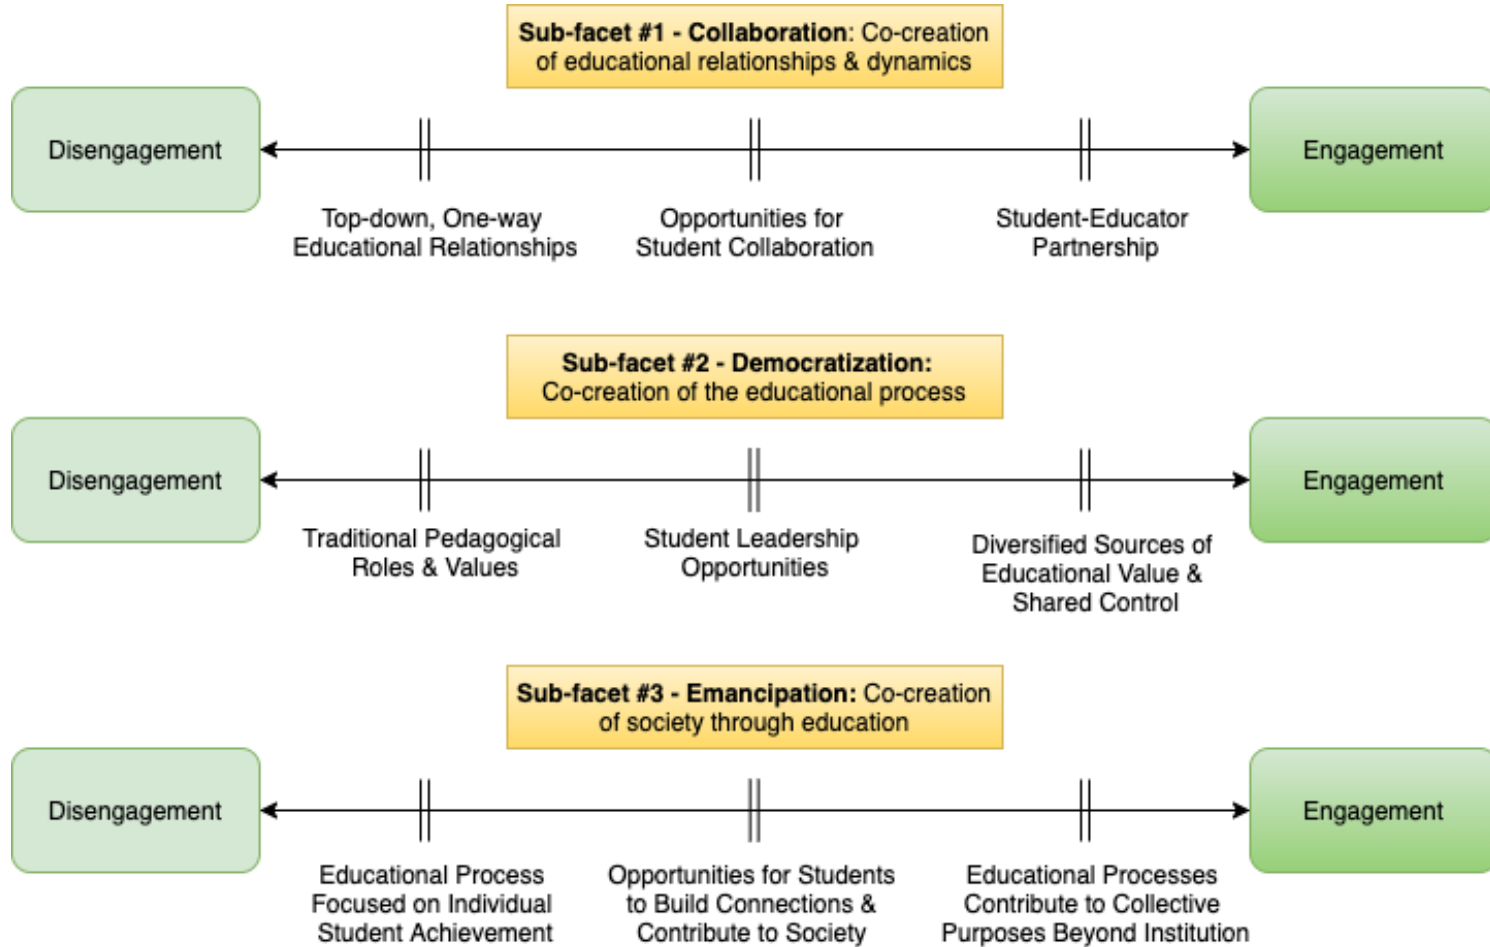 Sub-facet #1 - Collaboration: Co-creation
of educational relationships & dynamics
Disengagement
Engagement
Top-down, One-way
Educational Relationships
Opportunities for
Student Collaboration
Student-Educator
Partnership
Sub-facet #2 - Democratization:
Co-creation of the educational process
Disengagement
Engagement
Traditional Pedagogical
Roles & Values
Student Leadership
Opportunities
Diversified Sources of
Educational Value &
Shared Control
Sub-facet #3 - Emancipation: Co-creation
of society through education
Disengagement
Engagement
Educational Process
Focused on Individual
Student Achievement
Opportunities for Students
to Build Connections &
Contribute to Society
Educational Processes
Contribute to Collective
Purposes Beyond Institution